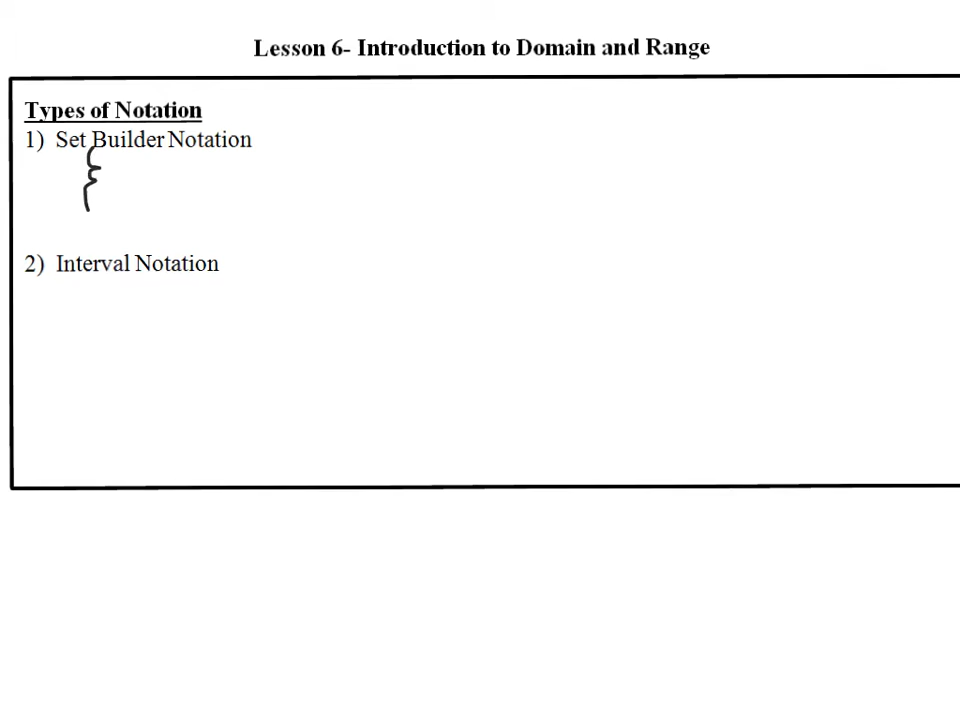 Lesson 6- Introduction to Domain and Range
Types of Notation
1) Set Builder Notation
{
2) Interval Notation